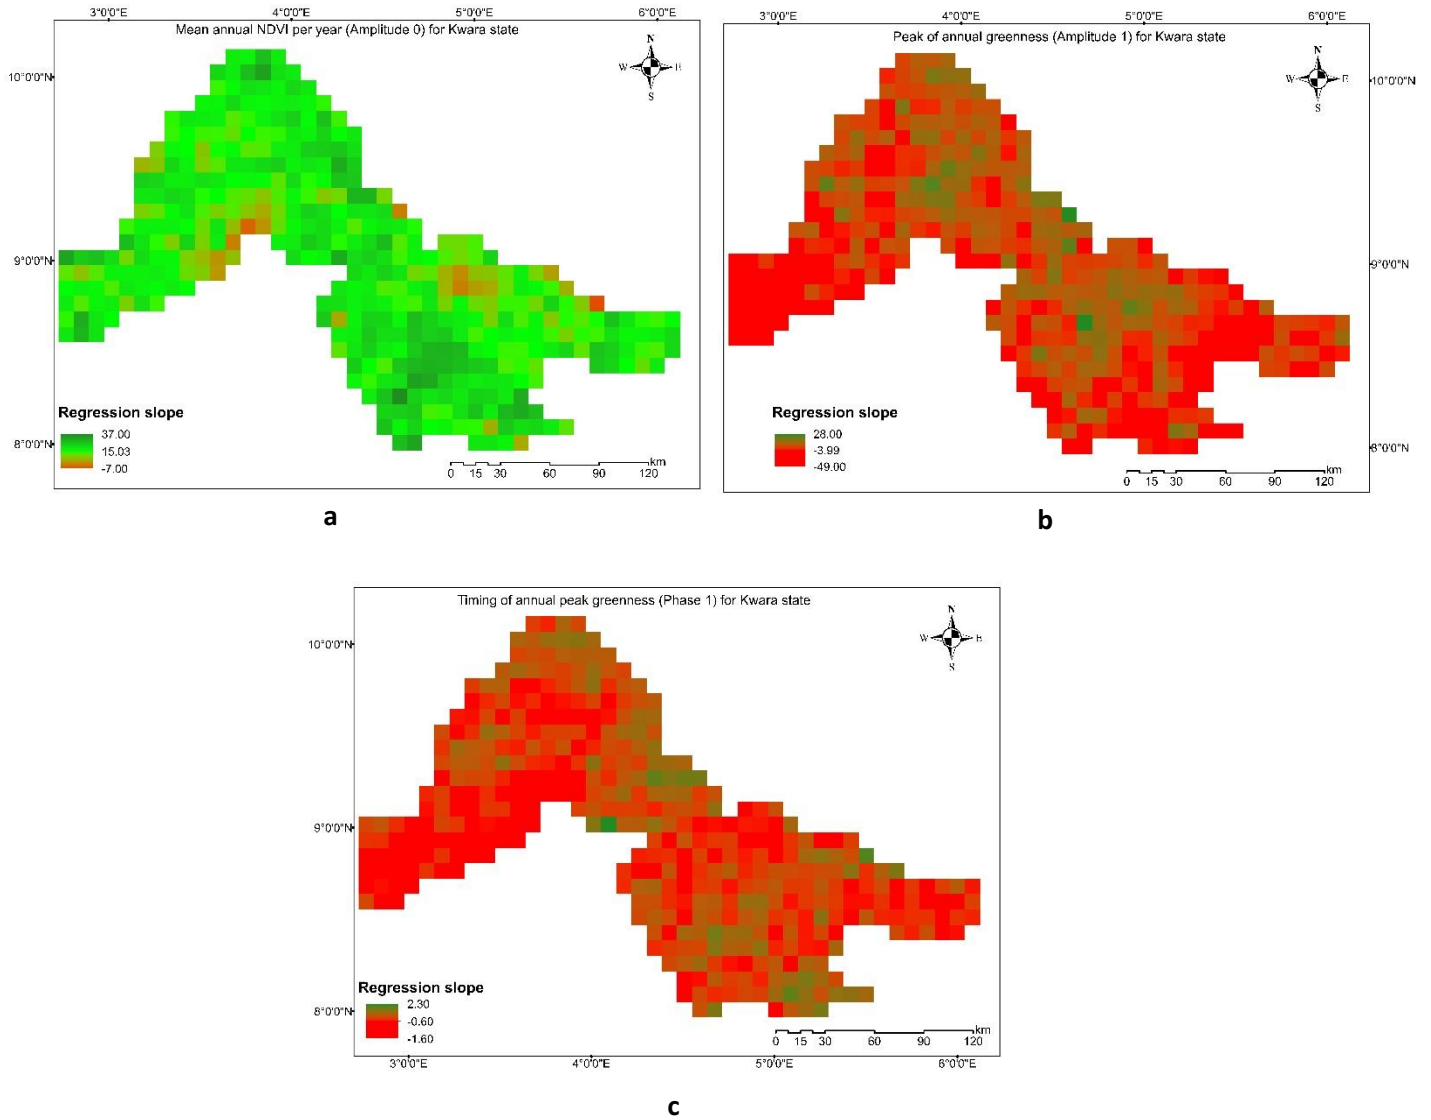 3°0'0"E 4°0'0"E 5°0'0"E 6°0'0"E
Mean annual NDVI per year (Amplitude 0) for Kwara state
N
W E
S
10°0'0"N
9°0'0"N
8°0'0"N
Regression slope
37.00
15.03
-7.00
km
0 15 30 60 90 120
a
3°0'0"E 4°0'0"E 5°0'0"E 6°0'0"E
Peak of annual greenness (Amplitude 1) for Kwara state
N
W E
S
10°0'0"N
9°0'0"N
8°0'0"N
Regression slope
28.00
-3.99
-49.00
km
0 15 30 60 90 120
b
Timing of annual peak greenness (Phase 1) for Kwara state
N
W E
S
10°0'0"N
9°0'0"N
8°0'0"N
Regression slope
2.30
-0.60
-1.60
km
0 15 30 60 90 120
3°0'0"E 4°0'0"E 5°0'0"E 6°0'0"E
c